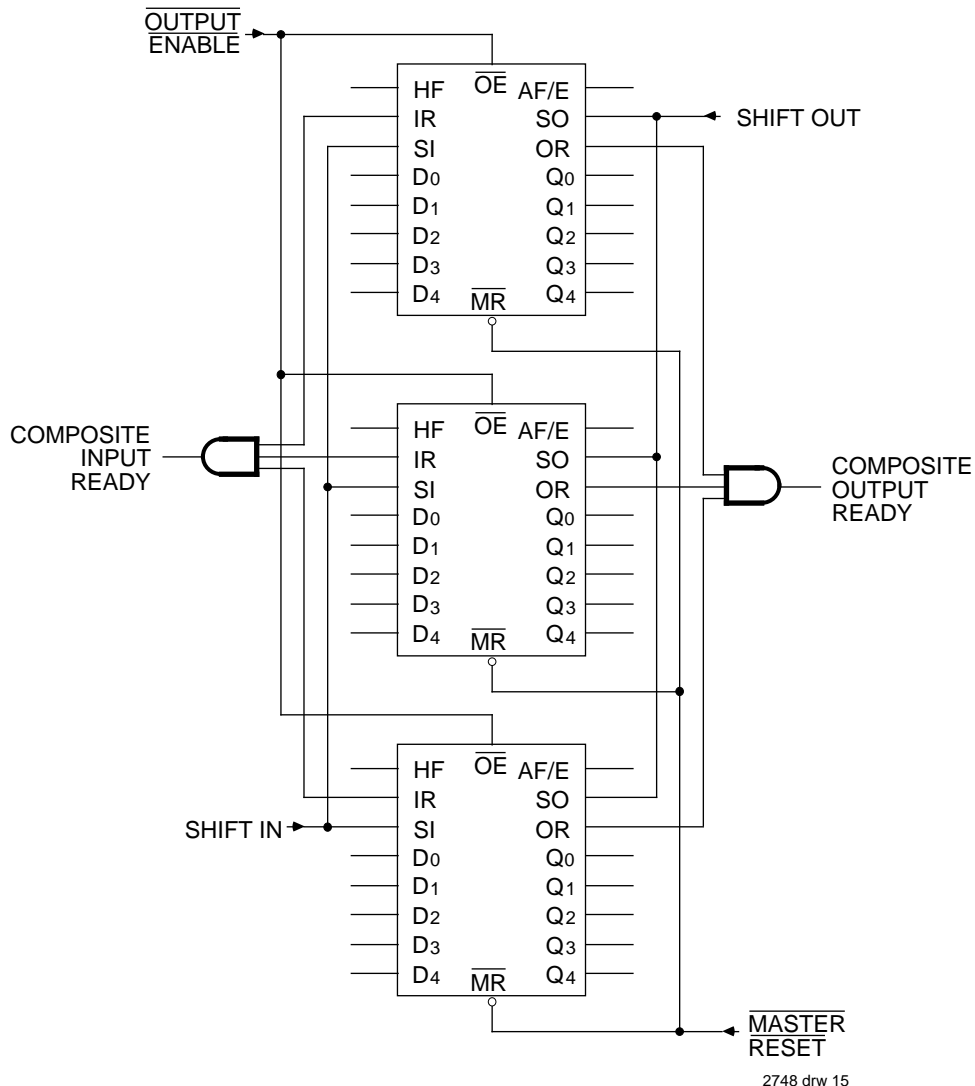 OUTPUT
ENABLE
OE
HF
AF/E
IR
SO
SHIFT OUT
SI
OR
D0
Q0
D1
Q1
D2
Q2
D3
Q3
D4
Q4
MR
OE
HF
AF/E
COMPOSITE
INPUT
READY
IR
SO
SI
OR
COMPOSITE
OUTPUT
READY
D0
Q0
D1
Q1
D2
Q2
D3
Q3
D4
Q4
MR
OE
HF
AF/E
IR
SO
SHIFT IN
SI
OR
D0
Q0
D1
Q1
D2
Q2
D3
Q3
D4
Q4
MR
MASTER
RESET
2748 drw 15